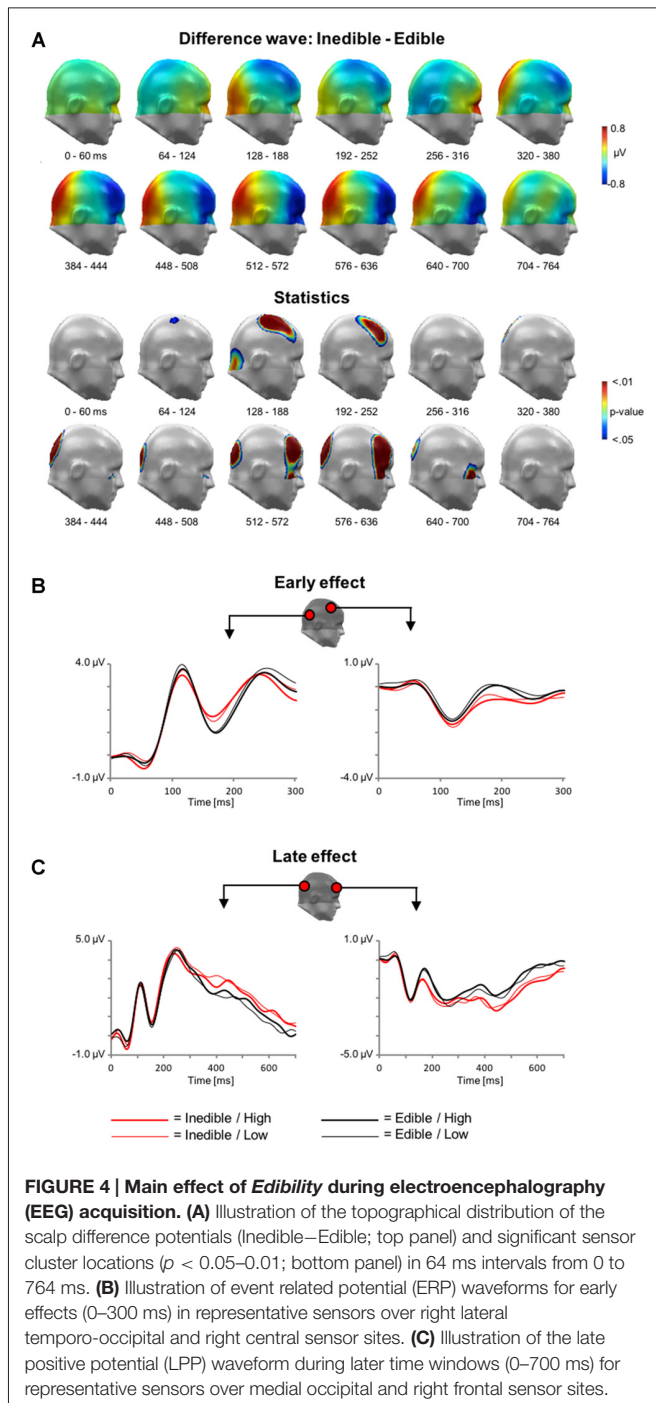 A
Difference wave: Inedible - Edible
0 - 60 ms 64 - 124 128 - 188 192 - 252 256 - 316 320 - 380
0.8
µV
-0.8
384 - 444 448 - 508 512 - 572 576 - 636 640 - 700 704 - 764
Statistics
0 - 60 ms 64 - 124 128 - 188 192 - 252 256 - 316 320 - 380
<.01
p-value
<.05
384 - 444 448 - 508 512 - 572 576 - 636 640 - 700 704 - 764
B
Early effect
4.0 µV
-1.0 µV
0 100 200 300
Time [ms]
1.0 µV
-4.0 µV
0 100 200 300
Time [ms]
C
Late effect
5.0 µV
-1.0 µV
0 200 400 600
Time [ms]
1.0 µV
-5.0 µV
0 200 400 600
Time [ms]
= Inedible / High = Edible / High
= Inedible / Low = Edible / Low
FIGURE 4 | Main effect of Edibility during electroencephalography
(EEG) acquisition. (A) Illustration of the topographical distribution of the
scalp difference potentials (Inedible−Edible; top panel) and significant sensor
cluster locations (p < 0.05–0.01; bottom panel) in 64 ms intervals from 0 to
764 ms. (B) Illustration of event related potential (ERP) waveforms for early
effects (0–300 ms) in representative sensors over right lateral
temporo-occipital and right central sensor sites. (C) Illustration of the late
positive potential (LPP) waveform during later time windows (0–700 ms) for
representative sensors over medial occipital and right frontal sensor sites.